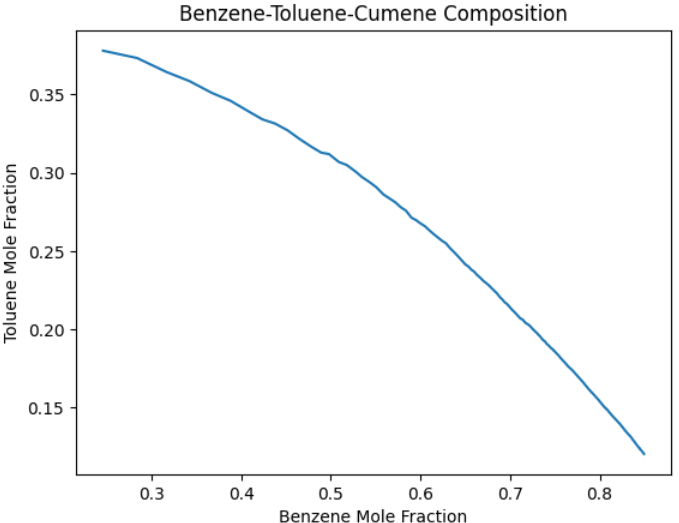 Benzene-Toluene-Cumene Composition
Toluene Mole Fraction
0.35
0.30
0.25
0.20
0.15
0.3 0.4 0.5 0.6 0.7 0.8
Benzene Mole Fraction